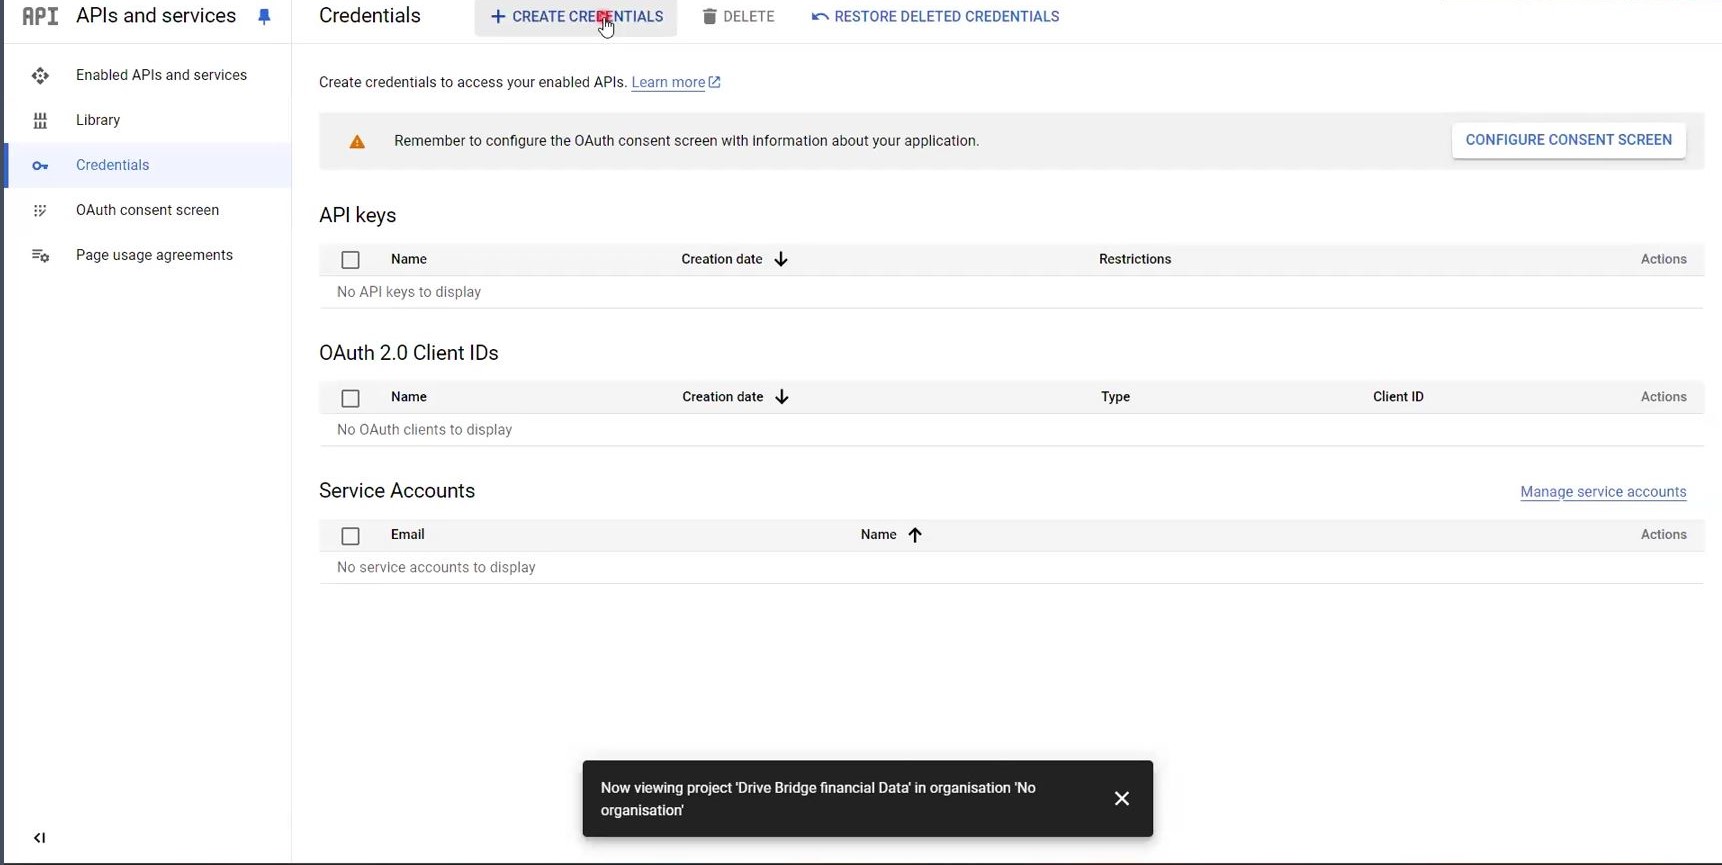 API APIs and services
Credentials
+ CREATE CREDENTIALS
DELETE
RESTORE DELETED CREDENTIALS
Enabled APIs and services
Library
Credentials
OAuth consent screen
Page usage agreements
Create credentials to access your enabled APIs. Learn more
Remember to configure the OAuth consent screen with information about your application.
CONFIGURE CONSENT SCREEN
API keys
Name Creation date Restrictions Actions
No API keys to display
OAuth 2.0 Client IDs
Name Creation date Type Client ID Actions
No OAuth clients to display
Service Accounts
Manage service accounts
Email Name Actions
No service accounts to display
Now viewing project 'Drive Bridge financial Data' in organisation 'No
organisation'